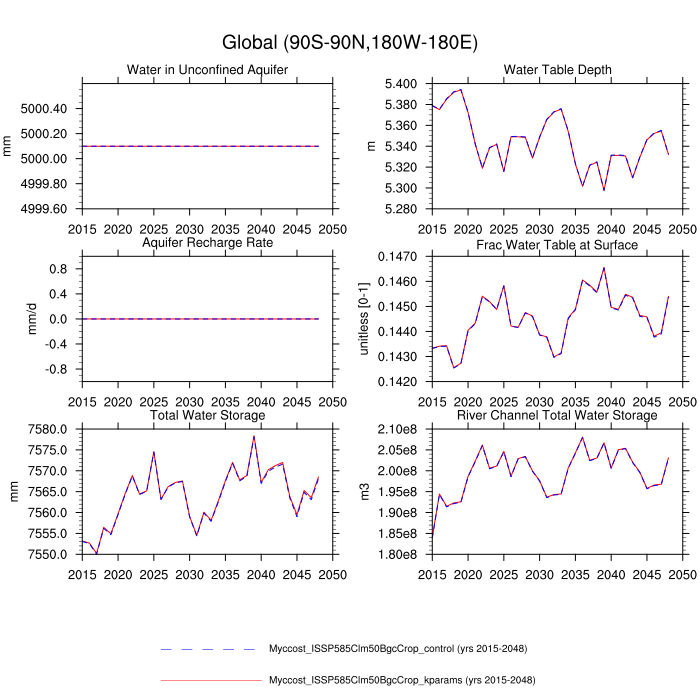 Global (90S-90N,180W-180E)
Water in Unconfined Aquifer
Water Table Depth
5000.40
5000.20
5000.00
4999.80
4999.60
mm
2015 2020 2025 2030 2035 2040 2045 2050
5.400
5.380
5.360
5.340
5.320
5.300
5.280
m
2015 2020 2025 2030 2035 2040 2045 2050
Aquifer Recharge Rate
Frac Water Table at Surface
0.8
0.4
0.0
-0.4
-0.8
mm/d
2015 2020 2025 2030 2035 2040 2045 2050
0.1470
0.1460
0.1450
0.1440
0.1430
0.1420
unitless [0-1]
2015 2020 2025 2030 2035 2040 2045 2050
Total Water Storage
River Channel Total Water Storage
7580.0
7575.0
7570.0
7565.0
7560.0
7555.0
7550.0
mm
2015 2020 2025 2030 2035 2040 2045 2050
2.10e8
2.05e8
2.00e8
1.95e8
1.90e8
1.85e8
1.80e8
m3
2015 2020 2025 2030 2035 2040 2045 2050
Myccost_ISSP585Clm50BgcCrop_control (yrs 2015-2048)
Myccost_ISSP585Clm50BgcCrop_kparams (yrs 2015-2048)